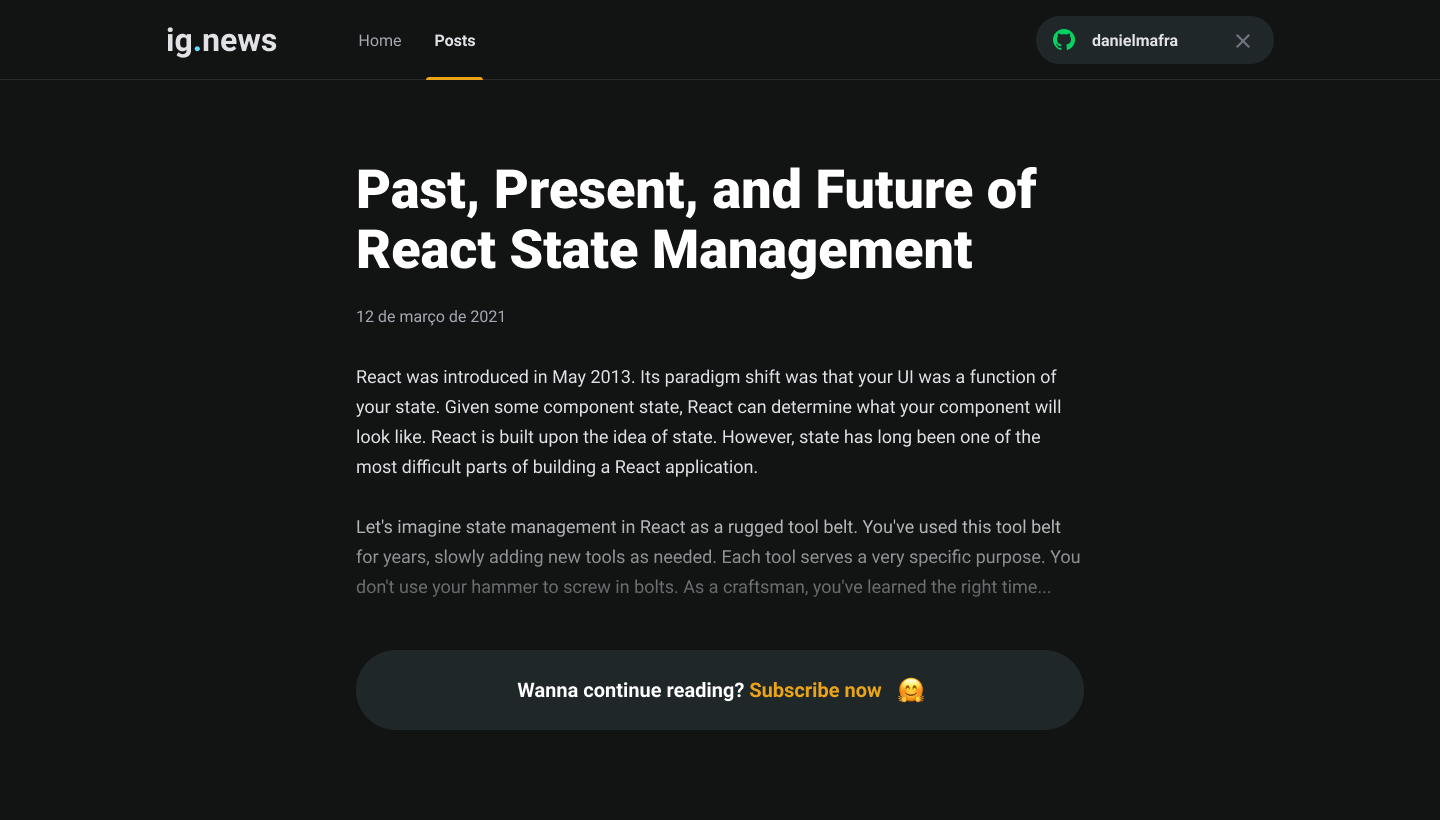 ig.news
Home
Posts
danielmafra
Past, Present, and Future of
React State Management
12 de março de 2021
React was introduced in May 2013. Its paradigm shift was that your UI was a function of
your state. Given some component state, React can determine what your component will
look like. React is built upon the idea of state. However, state has long been one of the
most difficult parts of building a React application.
Let's imagine state management in React as a rugged tool belt. You've used this tool belt
for years, slowly adding new tools as needed. Each tool serves a very specific purpose. You
don't use your hammer to screw in bolts. As a craftsman, you've learned the right time...
Wanna continue reading? Subscribe now 🤗